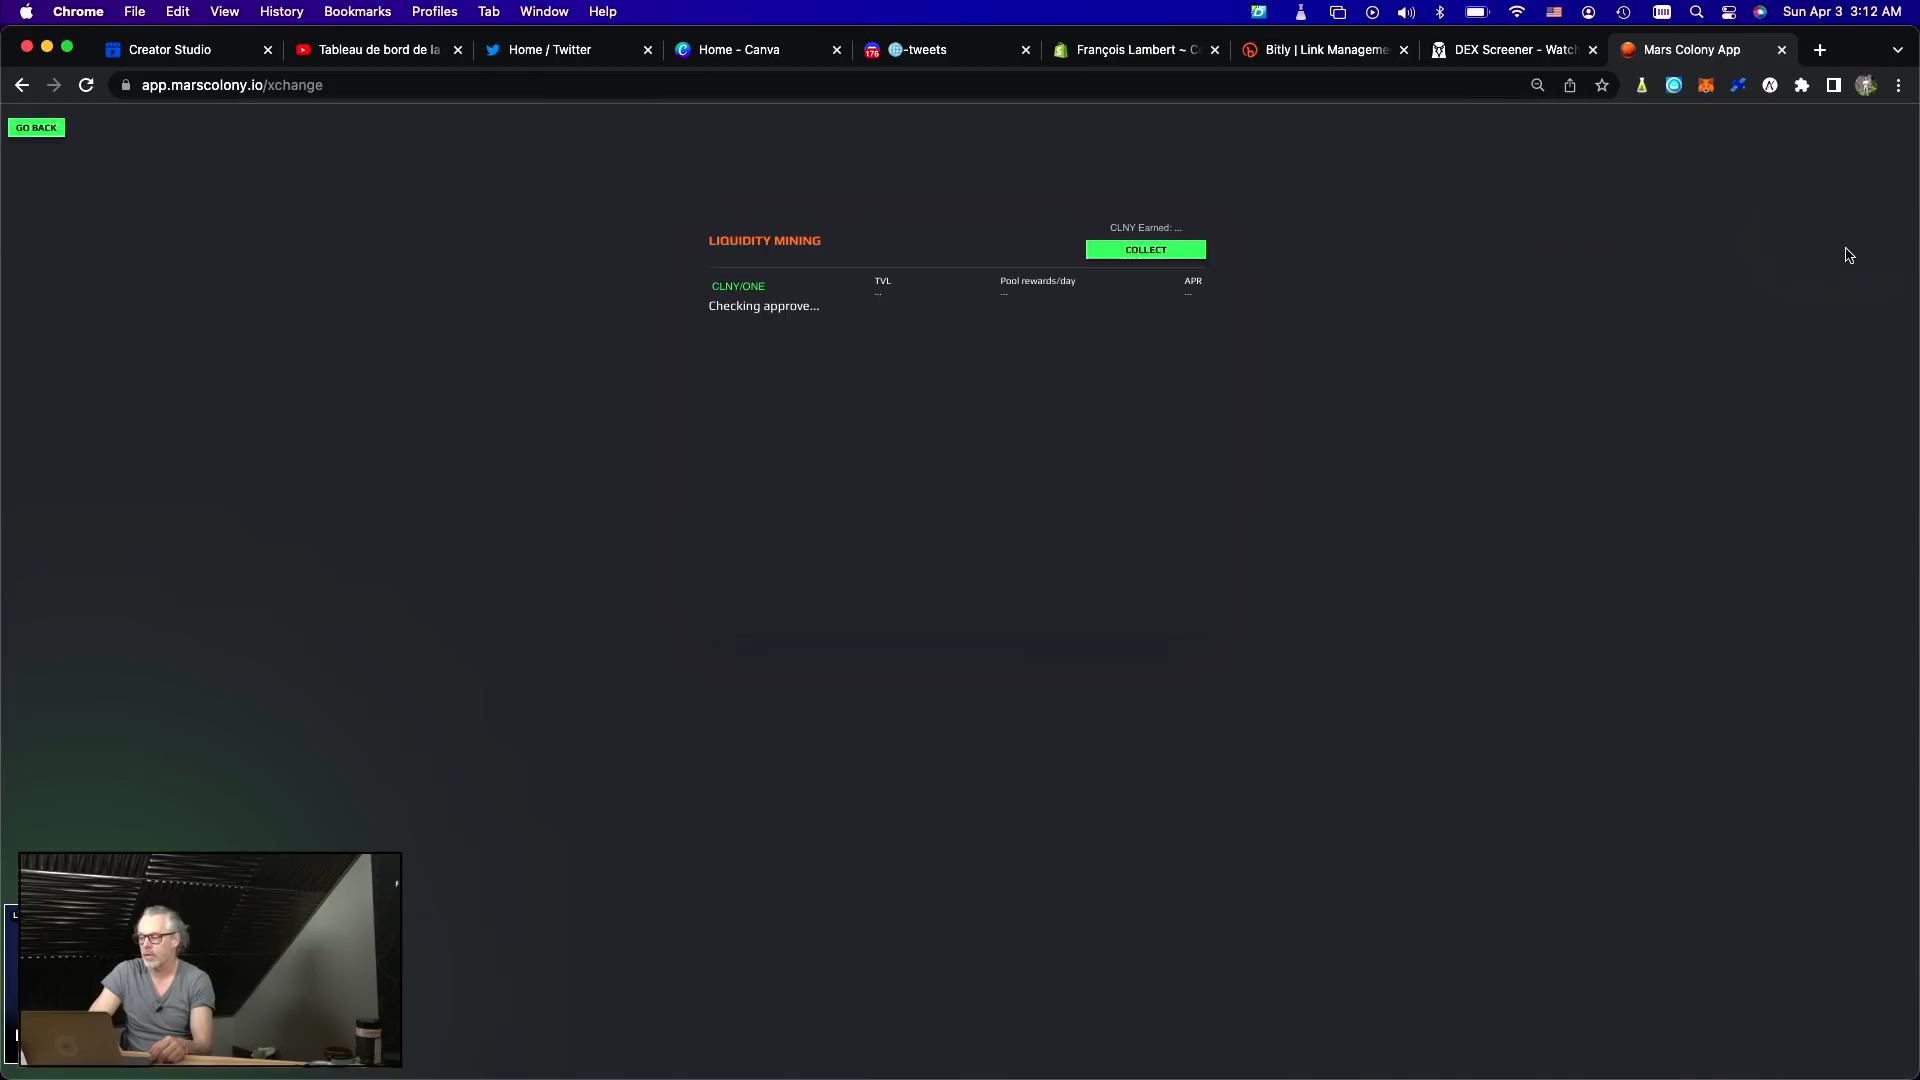 Chrome File Edit View History Bookmarks Profiles Tab Window Help Sun Apr 3 3:12 AM
Creator Studio Tableau de bord de la Home / Twitter Home - Canva 176 -tweets François Lambert ~ C Bitly | Link Manageme DEX Screener - Watch Mars Colony App
app.marscolony.io/xchange
GO BACK
CLNY Earned: ...
LIQUIDITY MINING
COLLECT
CLNY/ONE TVL Pool rewards/day APR
... ... ...
Checking approve...